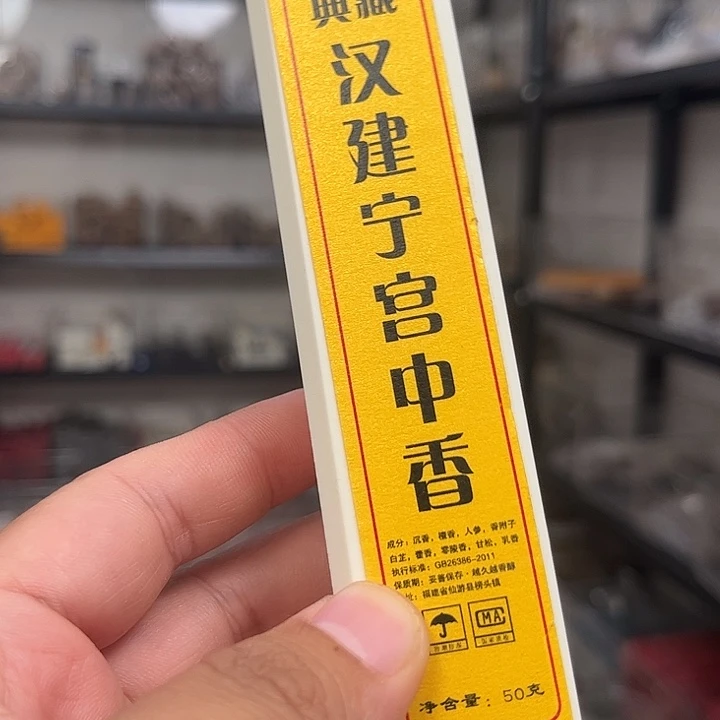 典藏
汉建宁宫中香
成分：沉香，檀香，人参，香附子
白芷，藿香，零陵香，甘松，乳香
执行标准：GB26386-2011
保质期：妥善保存·越久越香醇
址：福建省仙游县榜头镇
MA
净含量：50克